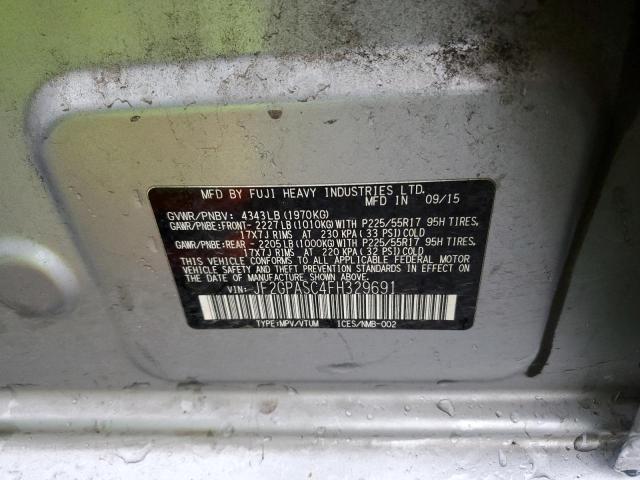 MFD BY FUJI HEAVY INDUSTRIES LTD.
MFD IN 09/15
GVWR/PNBV: 4343LB (1970KG)
GAWR/PNBE:FRONT- 2227LB (1010KG) WITH P225/55R17 95H TIRES,
17X7J RIMS AT 230 KPA (33 PSI) COLD
GAWR/PNBE:REAR - 2205LB (1000KG) WITH P225/55R17 95H TIRES,
17X7J RIMS AT 220 KPA (32 PSI) COLD
THIS VEHICLE CONFORMS TO ALL APPLICABLE FEDERAL MOTOR
VEHICLE SAFETY AND THEFT PREVENTION STANDARDS IN EFFECT
ON THE DATE OF MANUFACTURE SHOWN ABOVE.
VIN: JF2GPASC4FH329691
TYPE:MPV/VTUM ICES/NMB-002